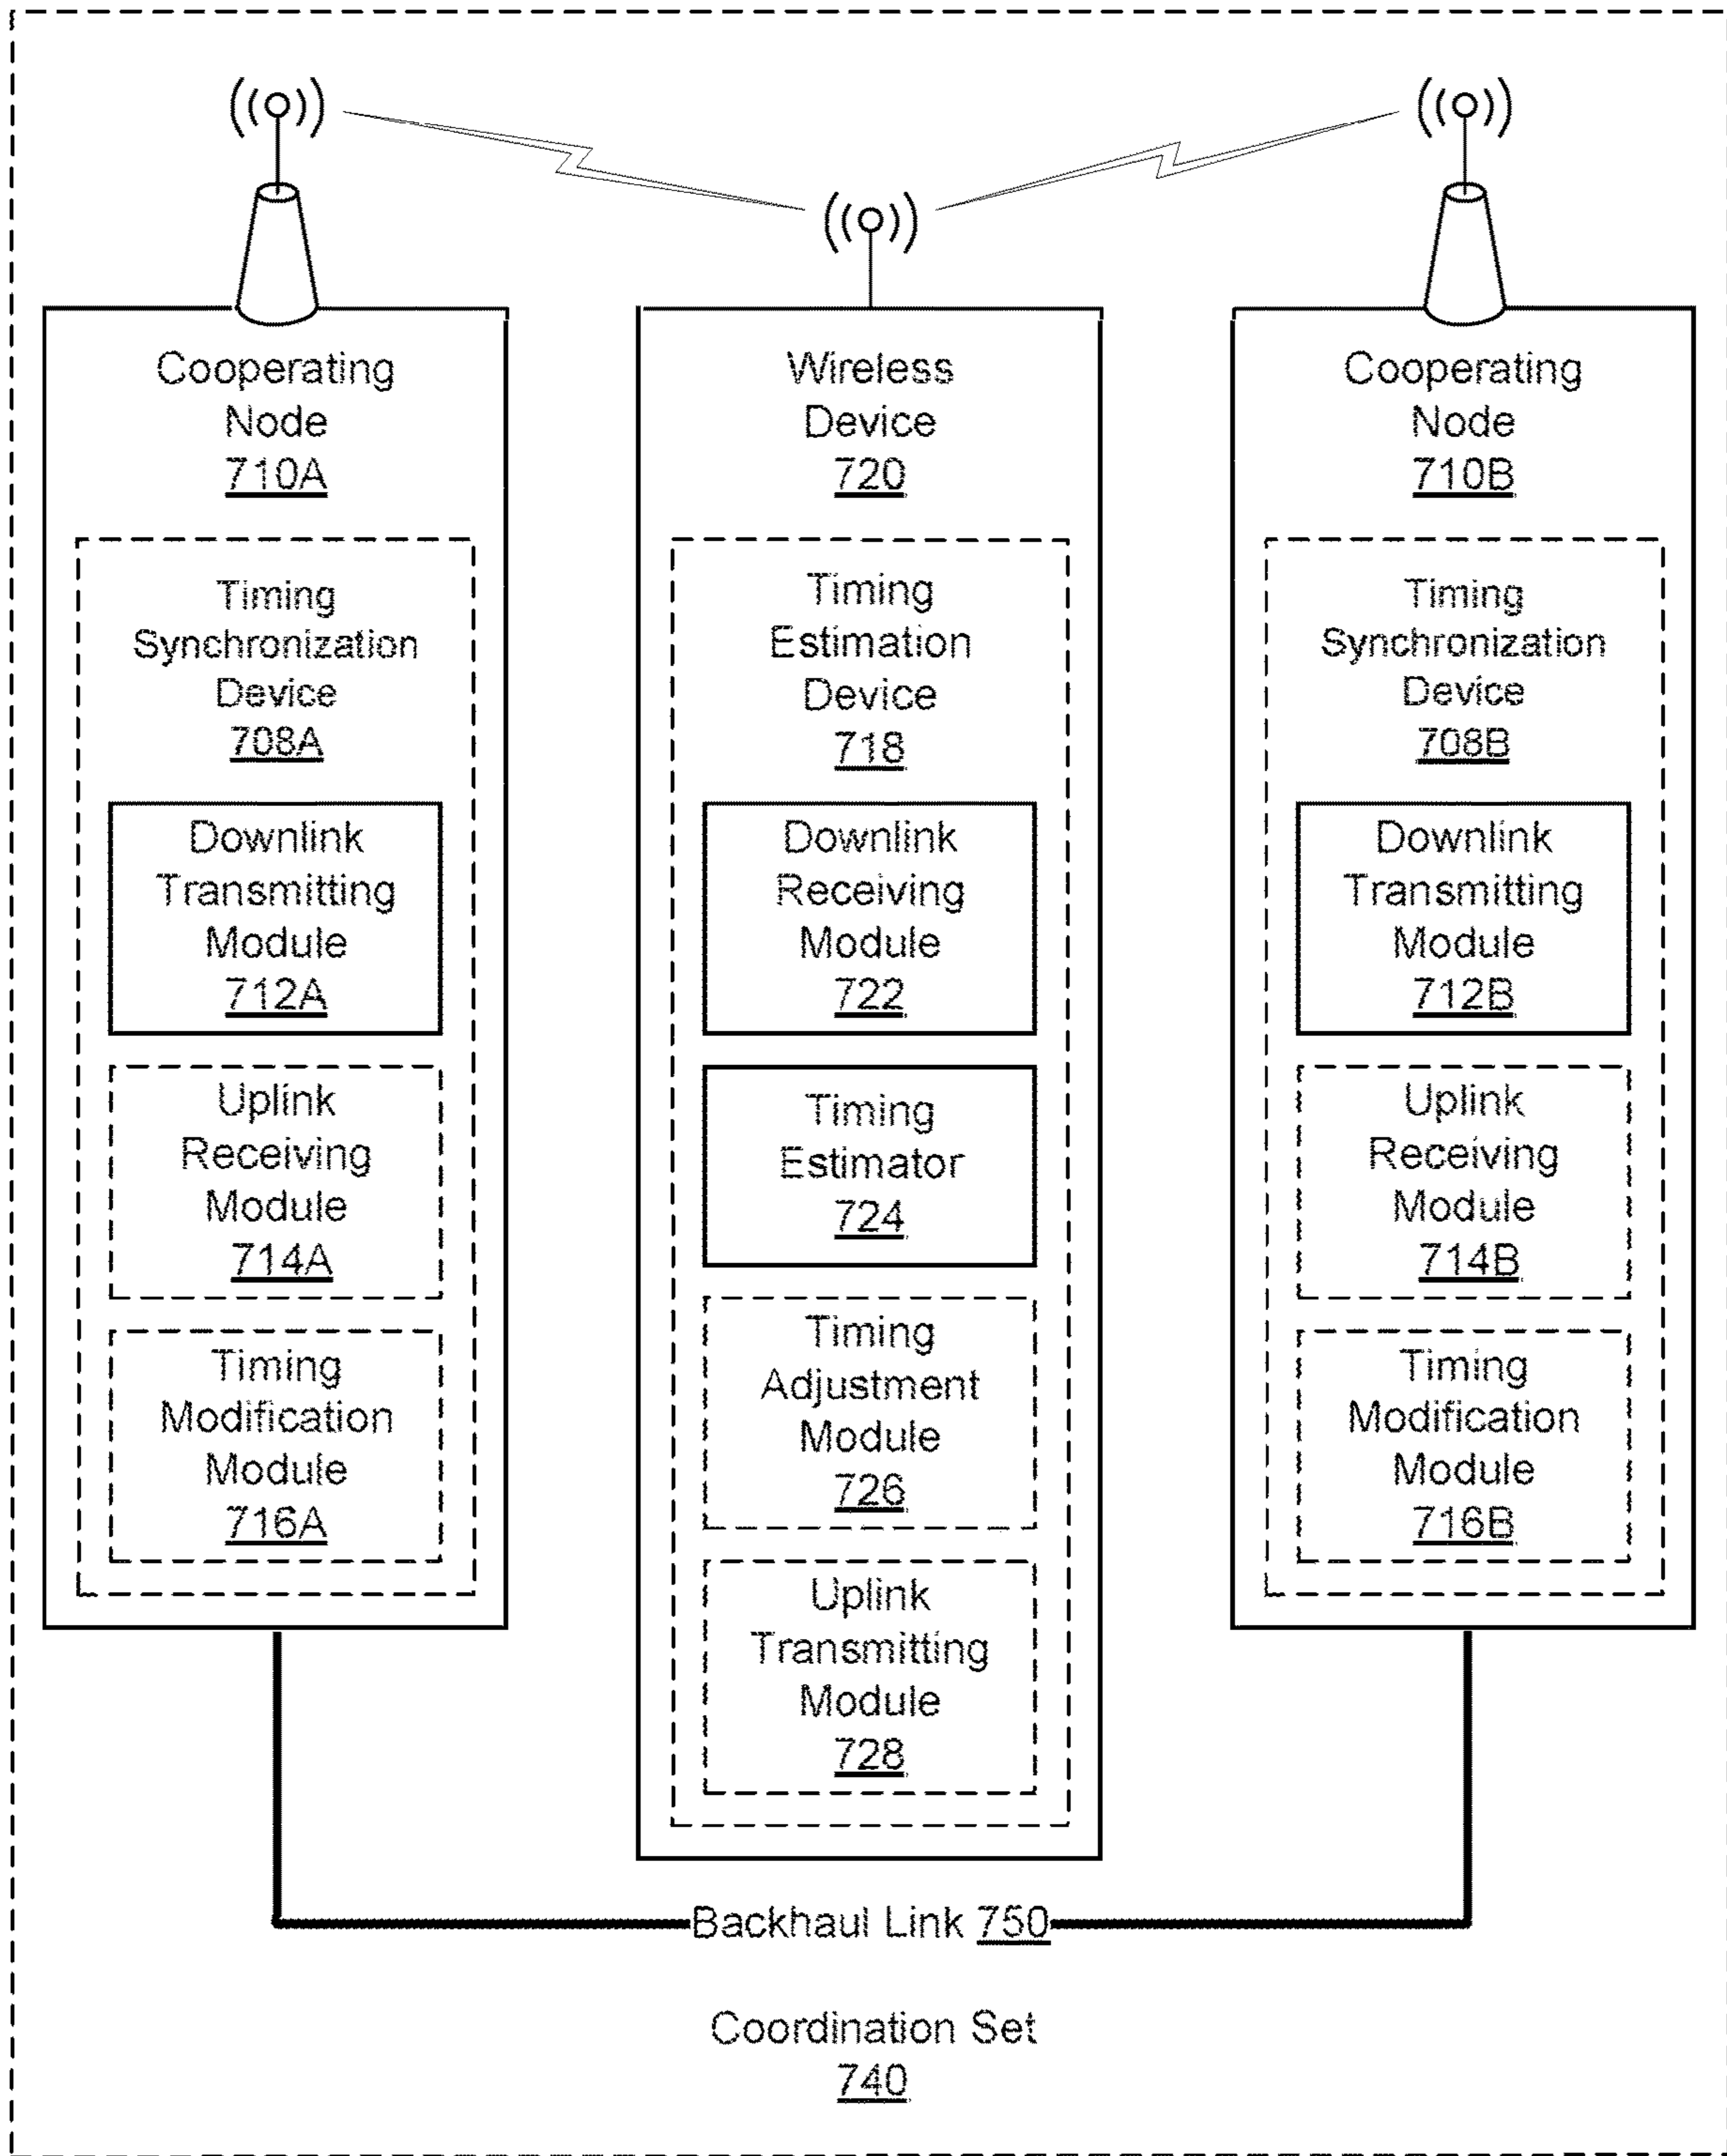 Cooperating
Node
710A
Timing
Synchronization
Device
708A
Downlink
Transmitting
Module
712A
Uplink
Receiving
Module
714A
Timing
Modification
Module
716A
Wireless
Device
720
Timing
Estimation
Device
718
Downlink
Receiving
Module
722
Timing
Estimator
724
Timing
Adjustment
Module
726
Uplink
Transmitting
Module
728
Cooperating
Node
710B
Timing
Synchronization
Device
708B
Downlink
Transmitting
Module
712B
Uplink
Receiving
Module
714B
Timing
Modification
Module
716B
Backhaul Link 750
Coordination Set
740